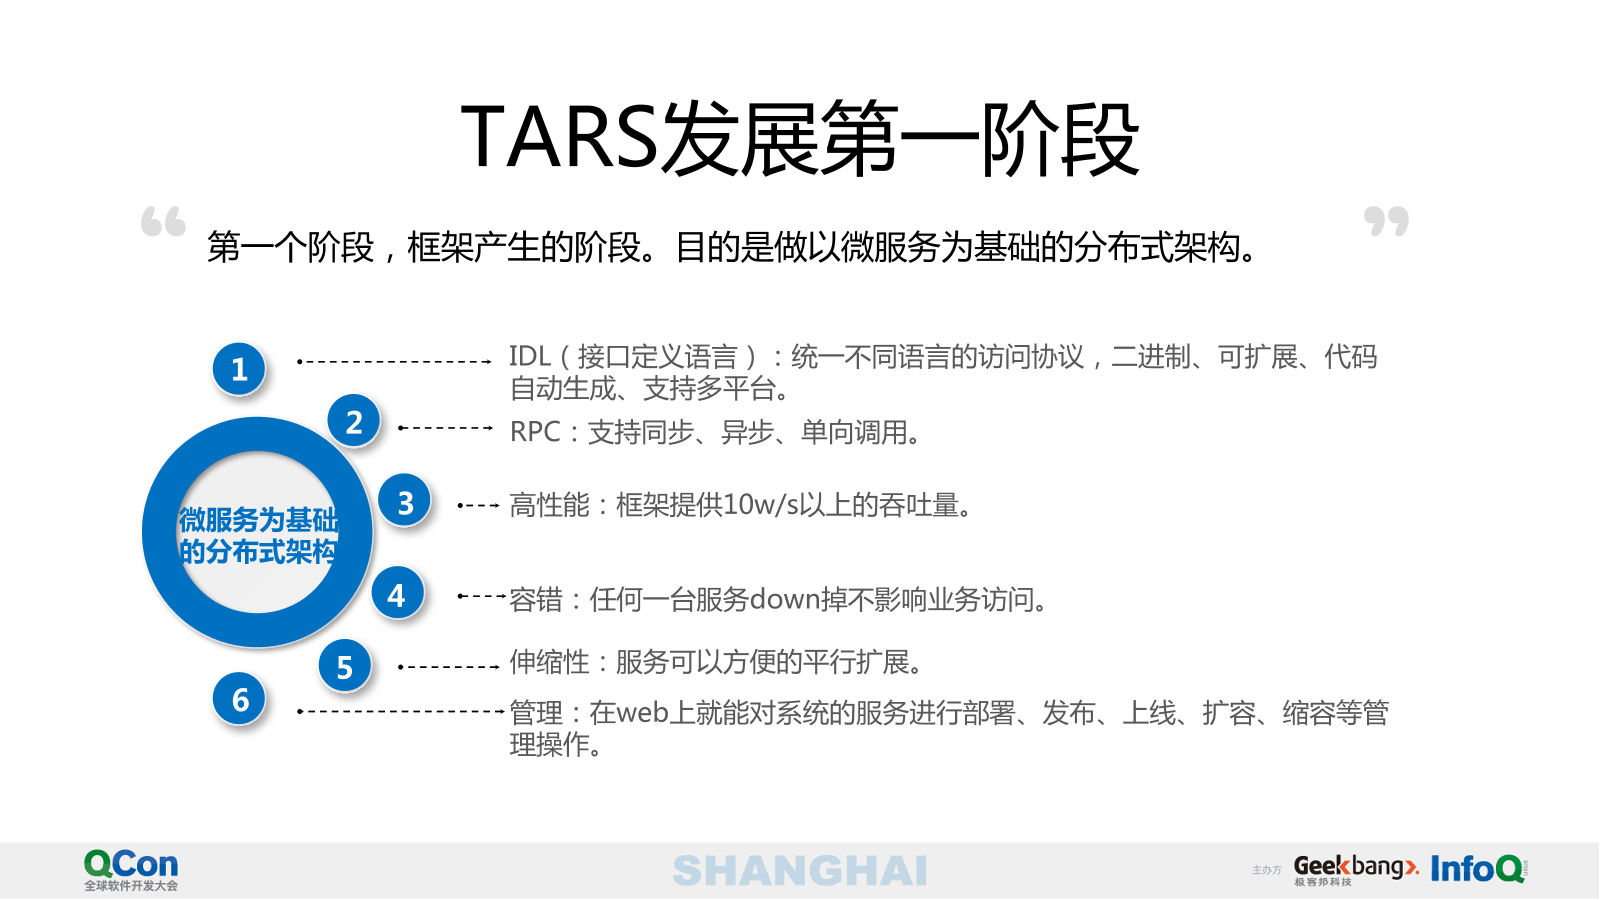 TARS发展第一阶段
“
”
第一个阶段，框架产生的阶段。目的是做以微服务为基础的分布式架构。
1
IDL（接口定义语言）：统一不同语言的访问协议，二进制、可扩展、代码
自动生成、支持多平台。
2
RPC：支持同步、异步、单向调用。
3
高性能：框架提供10w/s以上的吞吐量。
微服务为基础
的分布式架构
4
容错：任何一台服务down掉不影响业务访问。
5
伸缩性：服务可以方便的平行扩展。
6
管理：在web上就能对系统的服务进行部署、发布、上线、扩容、缩容等管
理操作。
QCon
全球软件开发大会
SHANGHAI
主办方
Geekbang>.
极客邦科技
InfoQ